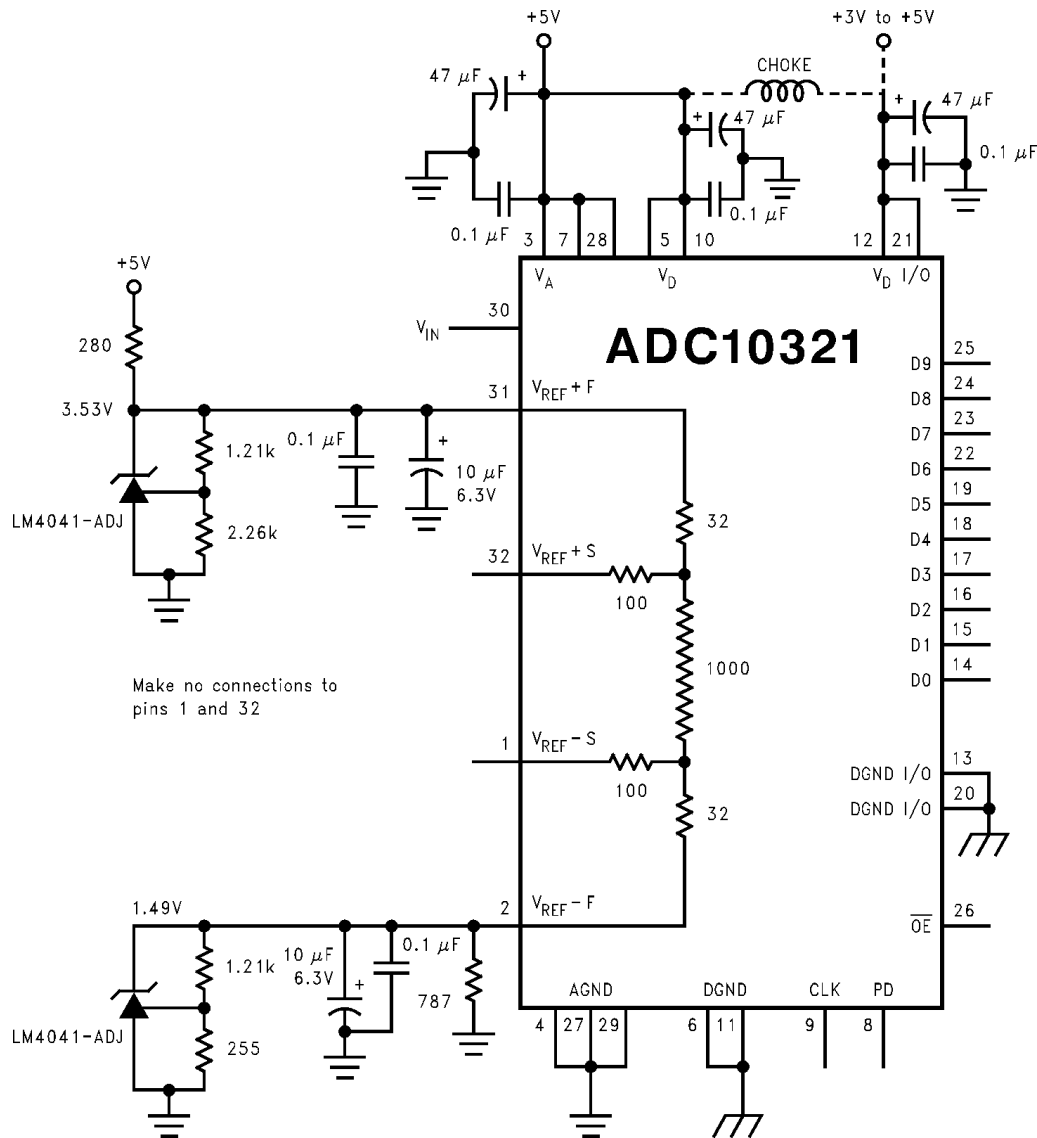 +5V
+3V to +5V
47 µF
+
CHOKE
+
47 µF
+
47 µF
0.1 µF
0.1 µF
0.1 µF
3
7
28
5
10
12
21
V_A
V_D
V_D I/O
+5V
280
3.53V
1.21k
2.26k
LM4041-ADJ
0.1 µF
+
10 µF
6.3V
V_IN
30
ADC10321
31
V_REF+F
32
32
V_REF+S
100
1000
Make no connections to
pins 1 and 32
1
V_REF−S
100
32
D9
25
D8
24
D7
23
D6
22
D5
19
D4
18
D3
17
D2
16
D1
15
D0
14
DGND I/O
13
DGND I/O
20
1.49V
2
V_REF−F
1.21k
255
LM4041-ADJ
10 µF
6.3V
+
0.1 µF
787
O̅E̅
26
AGND
DGND
CLK
PD
4
27
29
6
11
9
8